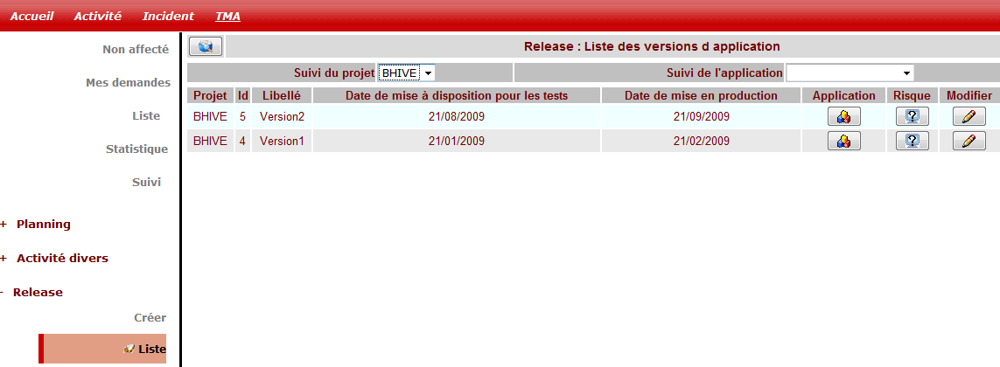 Accueil Activité Incident TMA
Non affecté
Mes demandes
Liste
Statistique
Suivi
+ Planning
+ Activité divers
- Release
Créer
Liste
Release : Liste des versions d application
Suivi du projet BHIVE Suivi de l'application
Projet Id Libellé Date de mise à disposition pour les tests Date de mise en production Application Risque Modifier
BHIVE 5 Version2 21/08/2009 21/09/2009
BHIVE 4 Version1 21/01/2009 21/02/2009